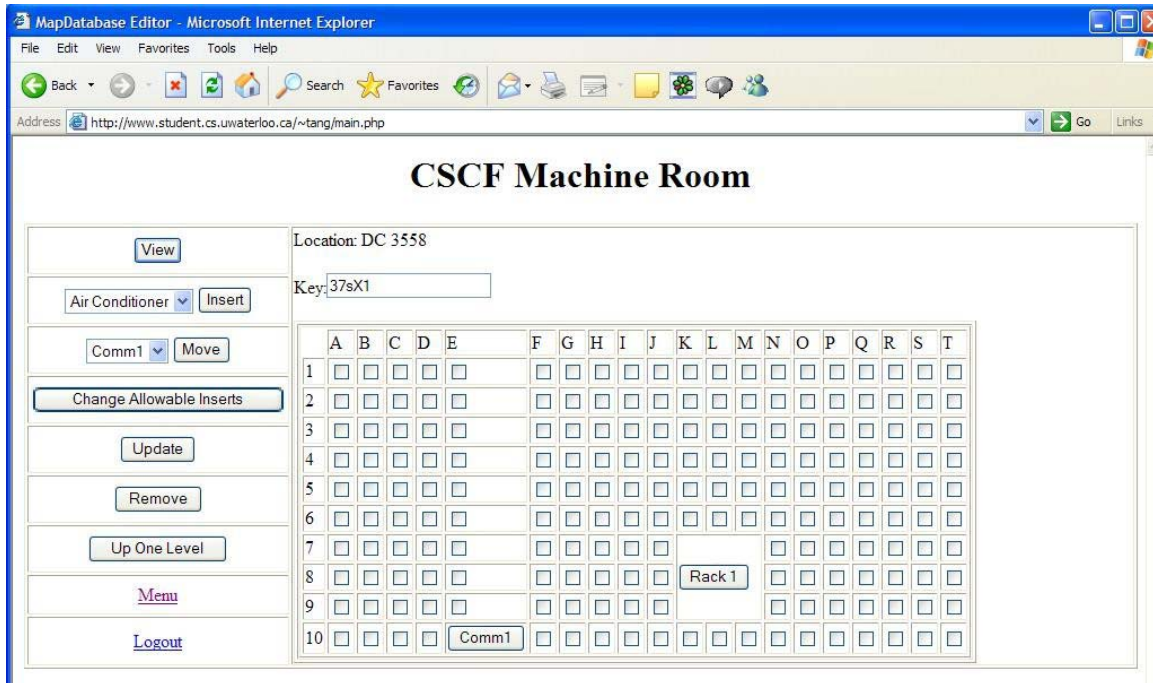 MapDatabase Editor - Microsoft Internet Explorer
File Edit View Favorites Tools Help
Back Search Favorites
Address http://www.student.cs.uwaterloo.ca/~tang/main.php Go Links
CSCF Machine Room
View
Air Conditioner Insert
Comm1 Move
Change Allowable Inserts
Update
Remove
Up One Level
Menu
Logout
Location: DC 3558
Key: 37sX1
A B C D E F G H I J K L M N O P Q R S T
1
2
3
4
5
6
7
8 Rack 1
9
10 Comm1